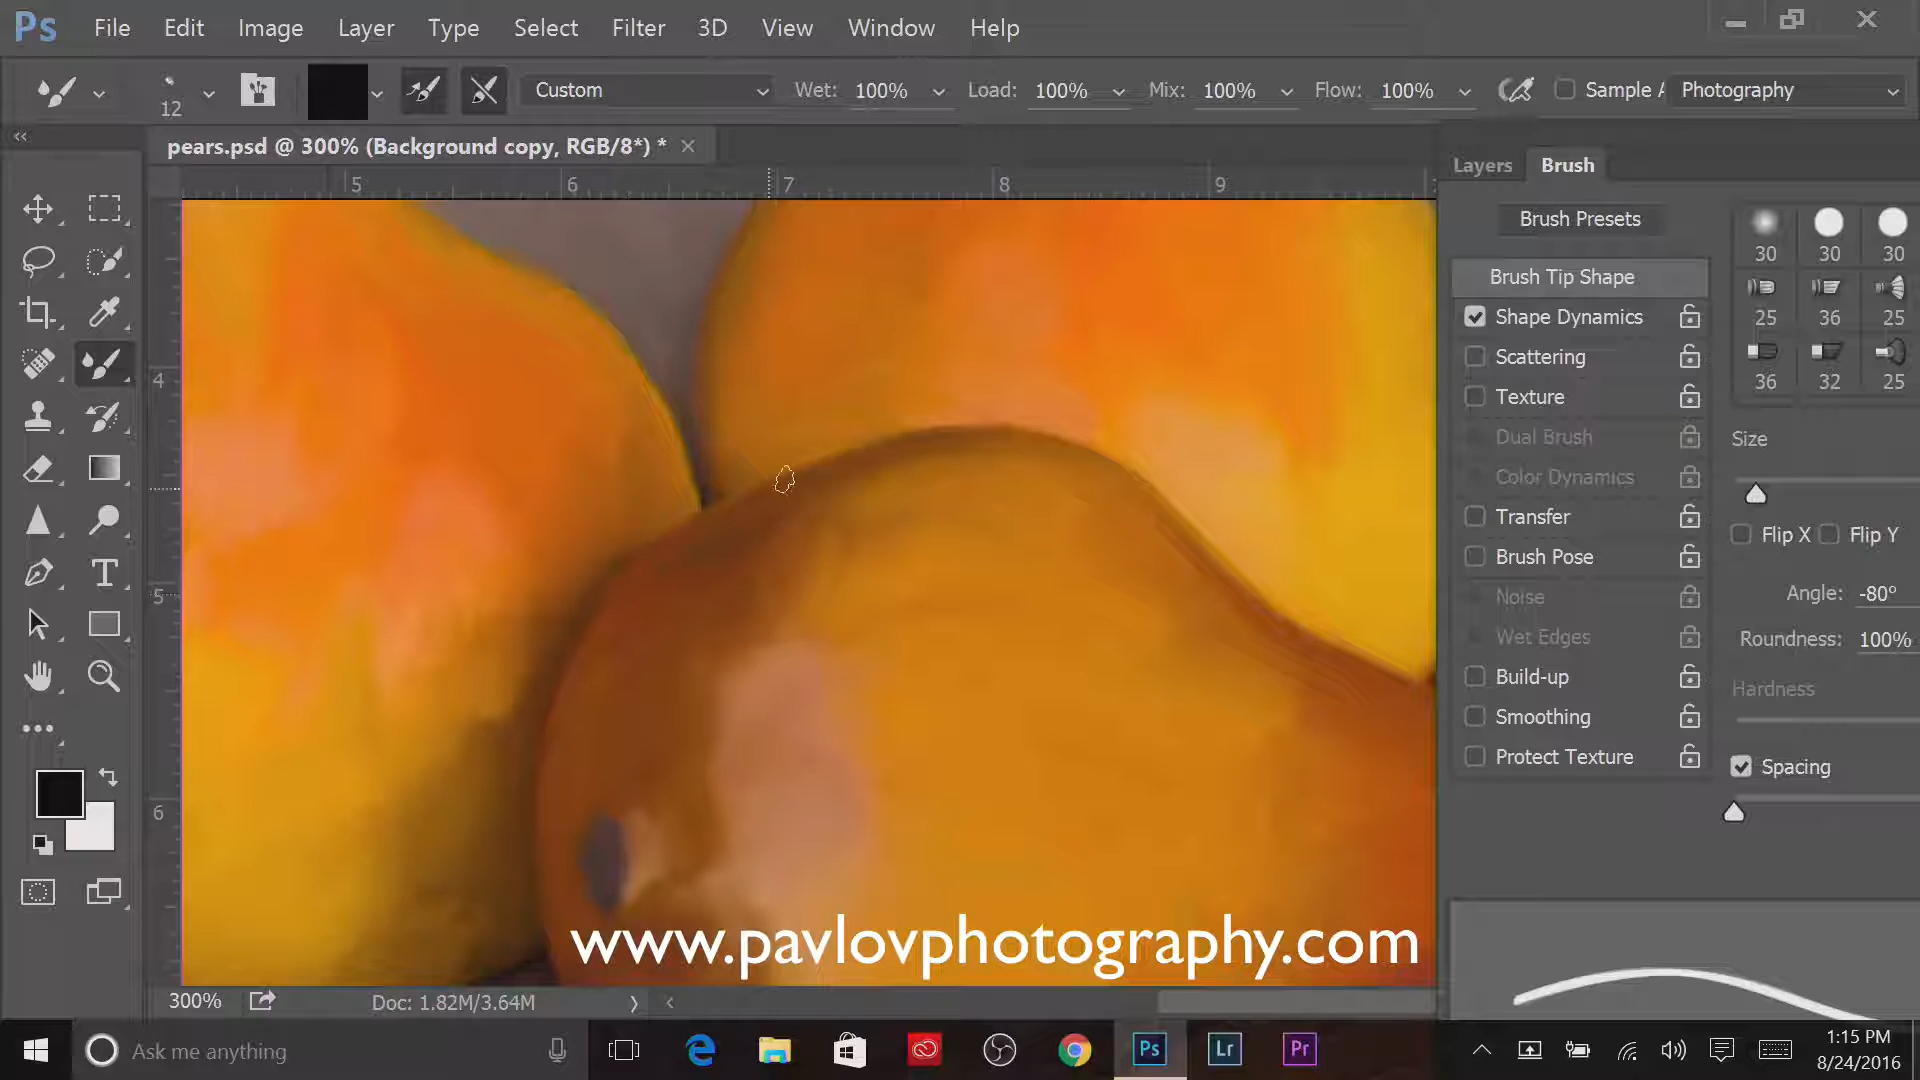 Ps File Edit Image Layer Type Select Filter 3D View Window Help
12 Custom Wet: 100% Load: 100% Mix: 100% Flow: 100% Sample A Photography
pears.psd @ 300% (Background copy, RGB/8*) * ×
Layers Brush
5 6 7 8 9
4
5
6
Brush Presets
30 30 30
Brush Tip Shape
Shape Dynamics
25 36 25
Scattering
36 32 25
Texture
Dual Brush
Size
Color Dynamics
Transfer
Flip X Flip Y
Brush Pose
Noise
Angle: -80°
Wet Edges
Roundness: 100%
Build-up
Hardness
Smoothing
Protect Texture
Spacing
www.pavlovphotography.com
300% Doc: 1.82M/3.64M
Ask me anything
Ps Lr Pr
1:15 PM
8/24/2016